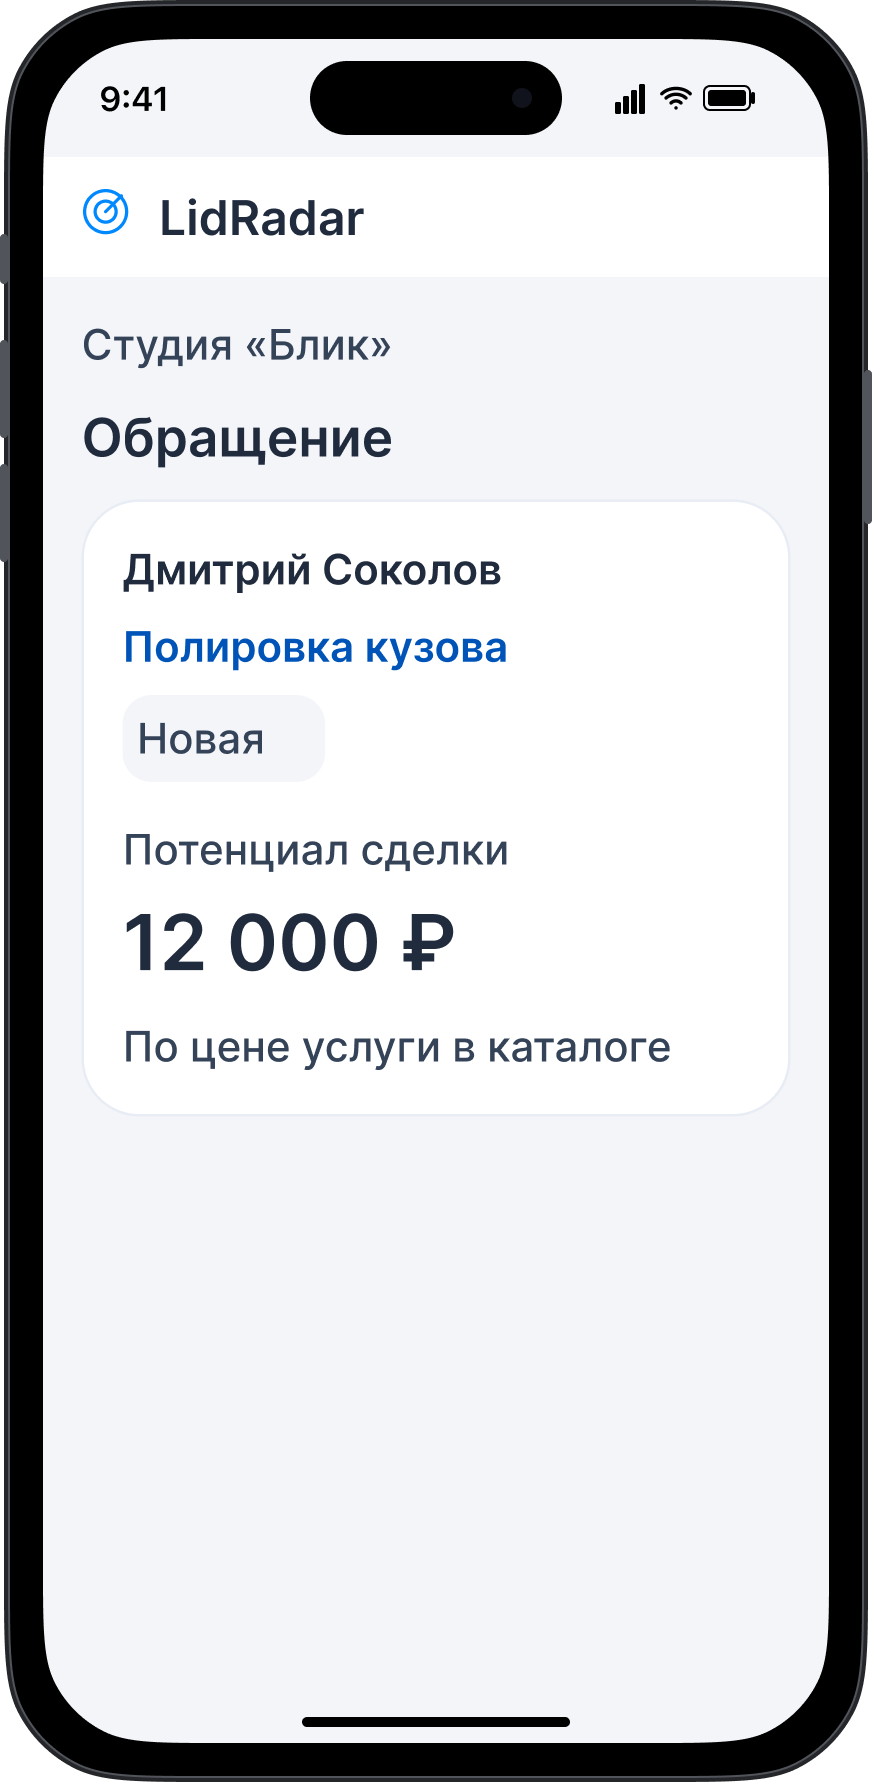 9:41
LidRadar
Студия «Блик»
Обращение
Дмитрий Соколов
Полировка кузова
Новая
Потенциал сделки
12 000 ₽
По цене услуги в каталоге